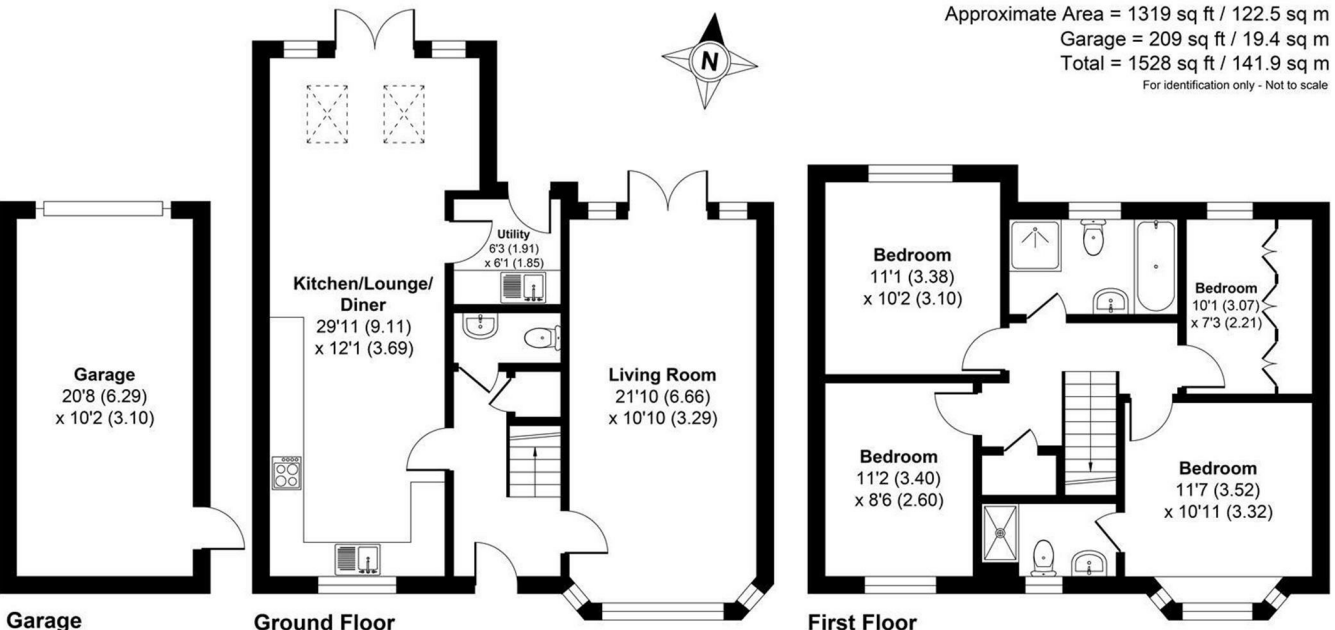 Approximate Area = 1319 sq ft / 122.5 sq m
Garage = 209 sq ft / 19.4 sq m
Total = 1528 sq ft / 141.9 sq m
For identification only - Not to scale
N
Garage
20'8 (6.29)
x 10'2 (3.10)
Kitchen/Lounge/
Diner
29'11 (9.11)
x 12'1 (3.69)
Utility
6'3 (1.91)
x 6'1 (1.85)
Living Room
21'10 (6.66)
x 10'10 (3.29)
Bedroom
11'1 (3.38)
x 10'2 (3.10)
Bedroom
10'1 (3.07)
x 7'3 (2.21)
Bedroom
11'2 (3.40)
x 8'6 (2.60)
Bedroom
11'7 (3.52)
x 10'11 (3.32)
Garage
Ground Floor
First Floor